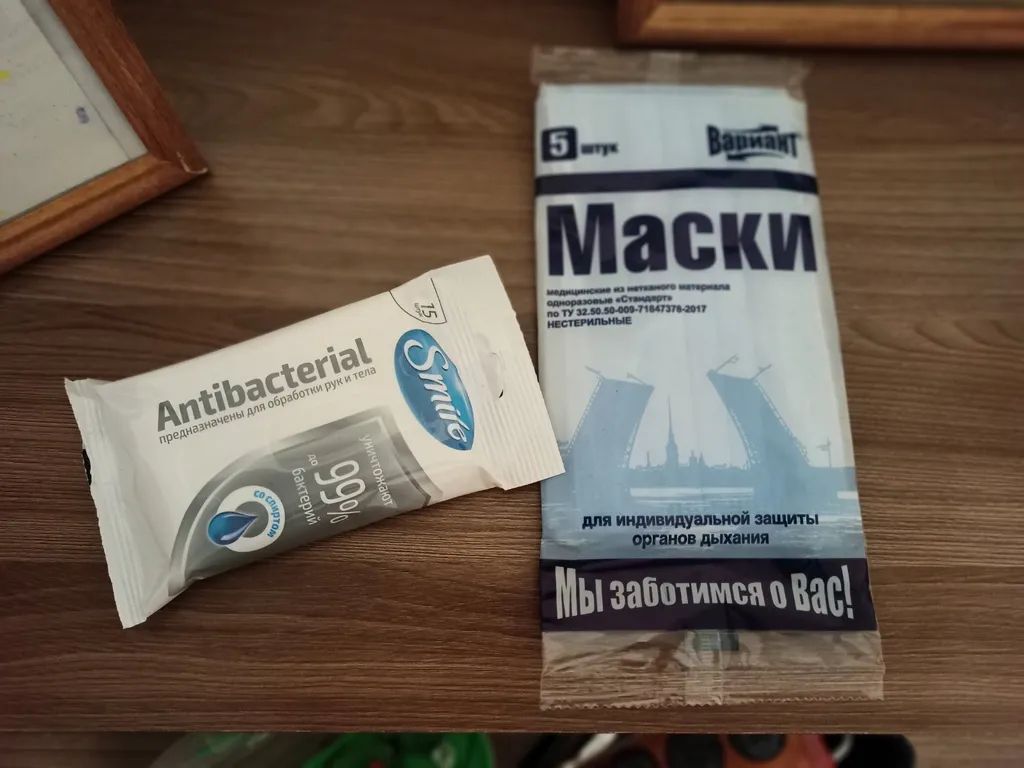 15
штук
Smile
Antibacterial
предназначены для обработки рук и тела
уничтожают
до 99%
бактерий
со спиртом
5 штук
Вариант
Маски
медицинские из нетканого материала
одноразовые «Стандарт»
по ТУ 32.50.50-009-71647376-2017
НЕСТЕРИЛЬНЫЕ
для индивидуальной защиты
органов дыхания
Мы заботимся о Вас!